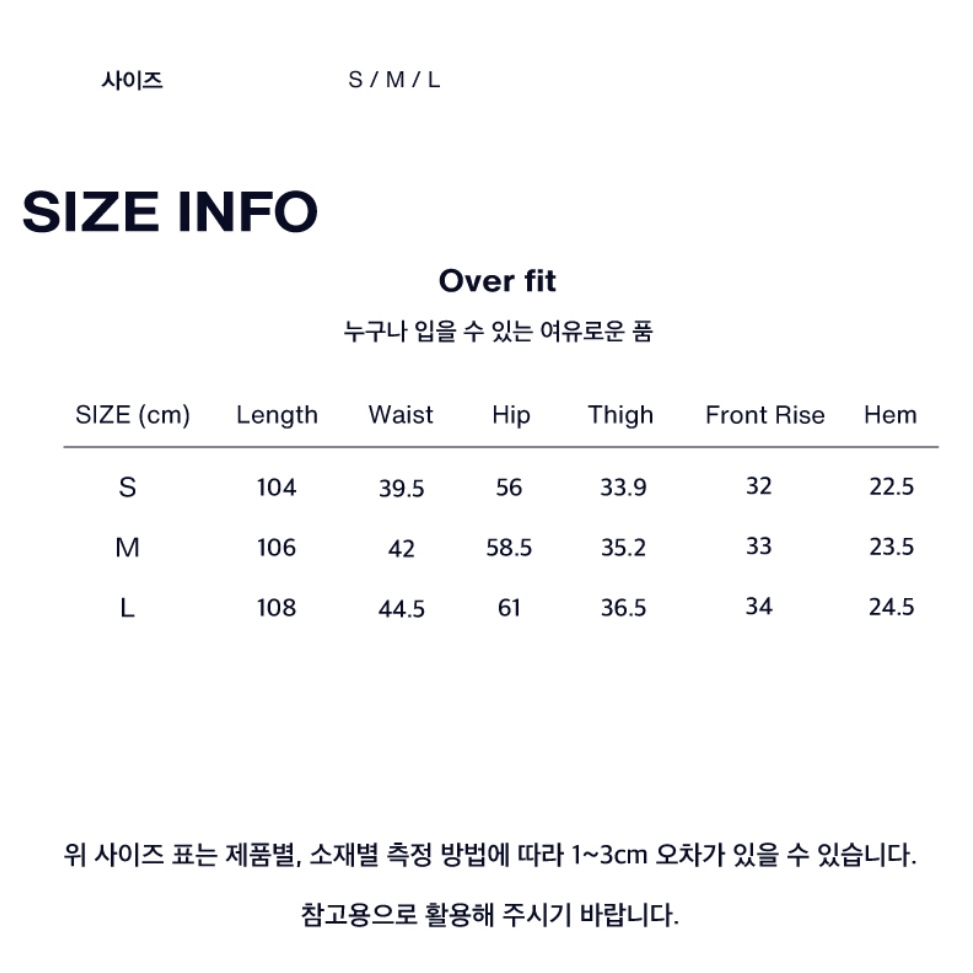 사이즈 S / M / L
SIZE INFO
Over fit
누구나 입을 수 있는 여유로운 품
SIZE (cm) Length Waist Hip Thigh Front Rise Hem
S 104 39.5 56 33.9 32 22.5
M 106 42 58.5 35.2 33 23.5
L 108 44.5 61 36.5 34 24.5
위 사이즈 표는 제품별, 소재별 측정 방법에 따라 1~3cm 오차가 있을 수 있습니다.
참고용으로 활용해 주시기 바랍니다.